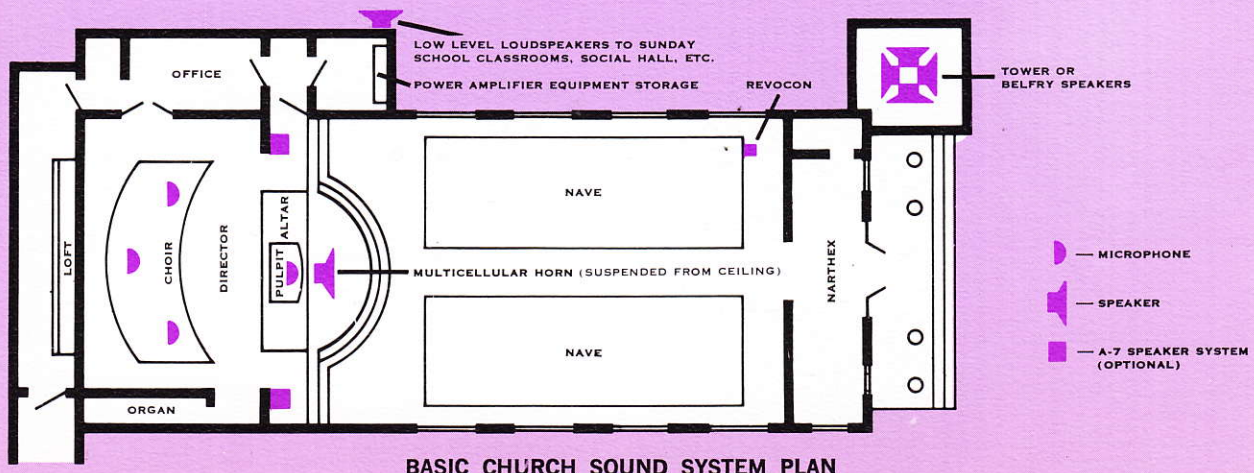 LOW LEVEL LOUDSPEAKERS TO SUNDAY
SCHOOL CLASSROOMS, SOCIAL HALL, ETC.
OFFICE
POWER AMPLIFIER EQUIPMENT STORAGE
REVOCON
TOWER OR
BELFRY SPEAKERS
NAVE
LOFT
CHOIR
DIRECTOR
ALTAR
PULPIT
MULTICELLULAR HORN (SUSPENDED FROM CEILING)
NARTHEX
NAVE
ORGAN
— MICROPHONE
— SPEAKER
— A-7 SPEAKER SYSTEM
(OPTIONAL)
BASIC CHURCH SOUND SYSTEM PLAN